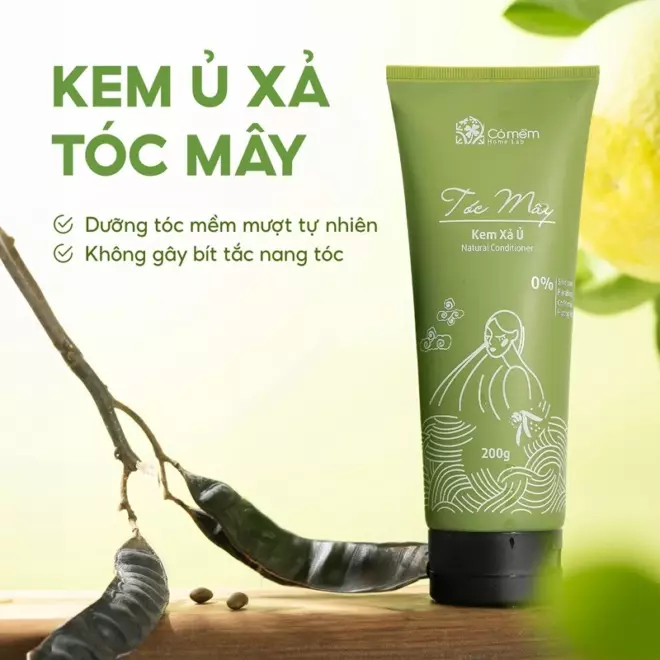 KEM Ủ XẢ
TÓC MÂY
Dưỡng tóc mềm mượt tự nhiên
Không gây bít tắc nang tóc
Cỏ mềm
Home Lab
Tóc Mây
Kem Xả Ủ
Natural Conditioner
0%
200g